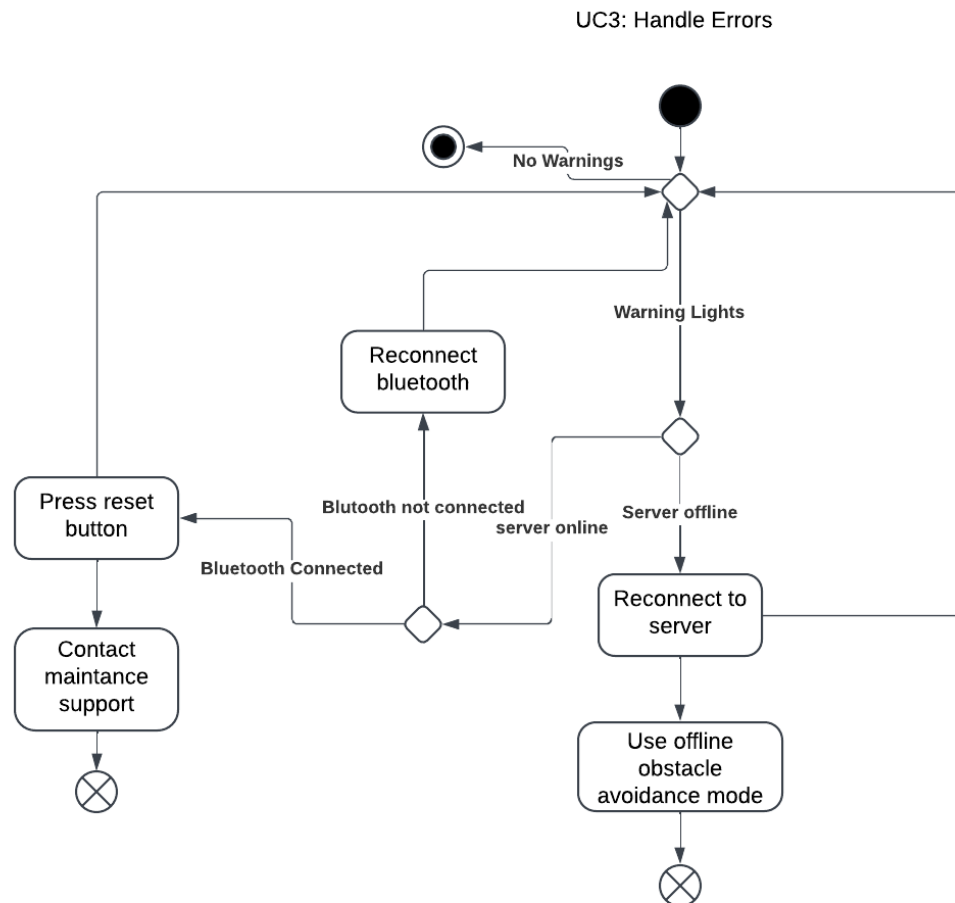 UC3: Handle Errors
No Warnings
Warning Lights
Reconnect
bluetooth
Press reset
button
Blutooth not connected
server online
Server offline
Bluetooth Connected
Reconnect to
server
Contact
maintance
support
Use offline
obstacle
avoidance mode